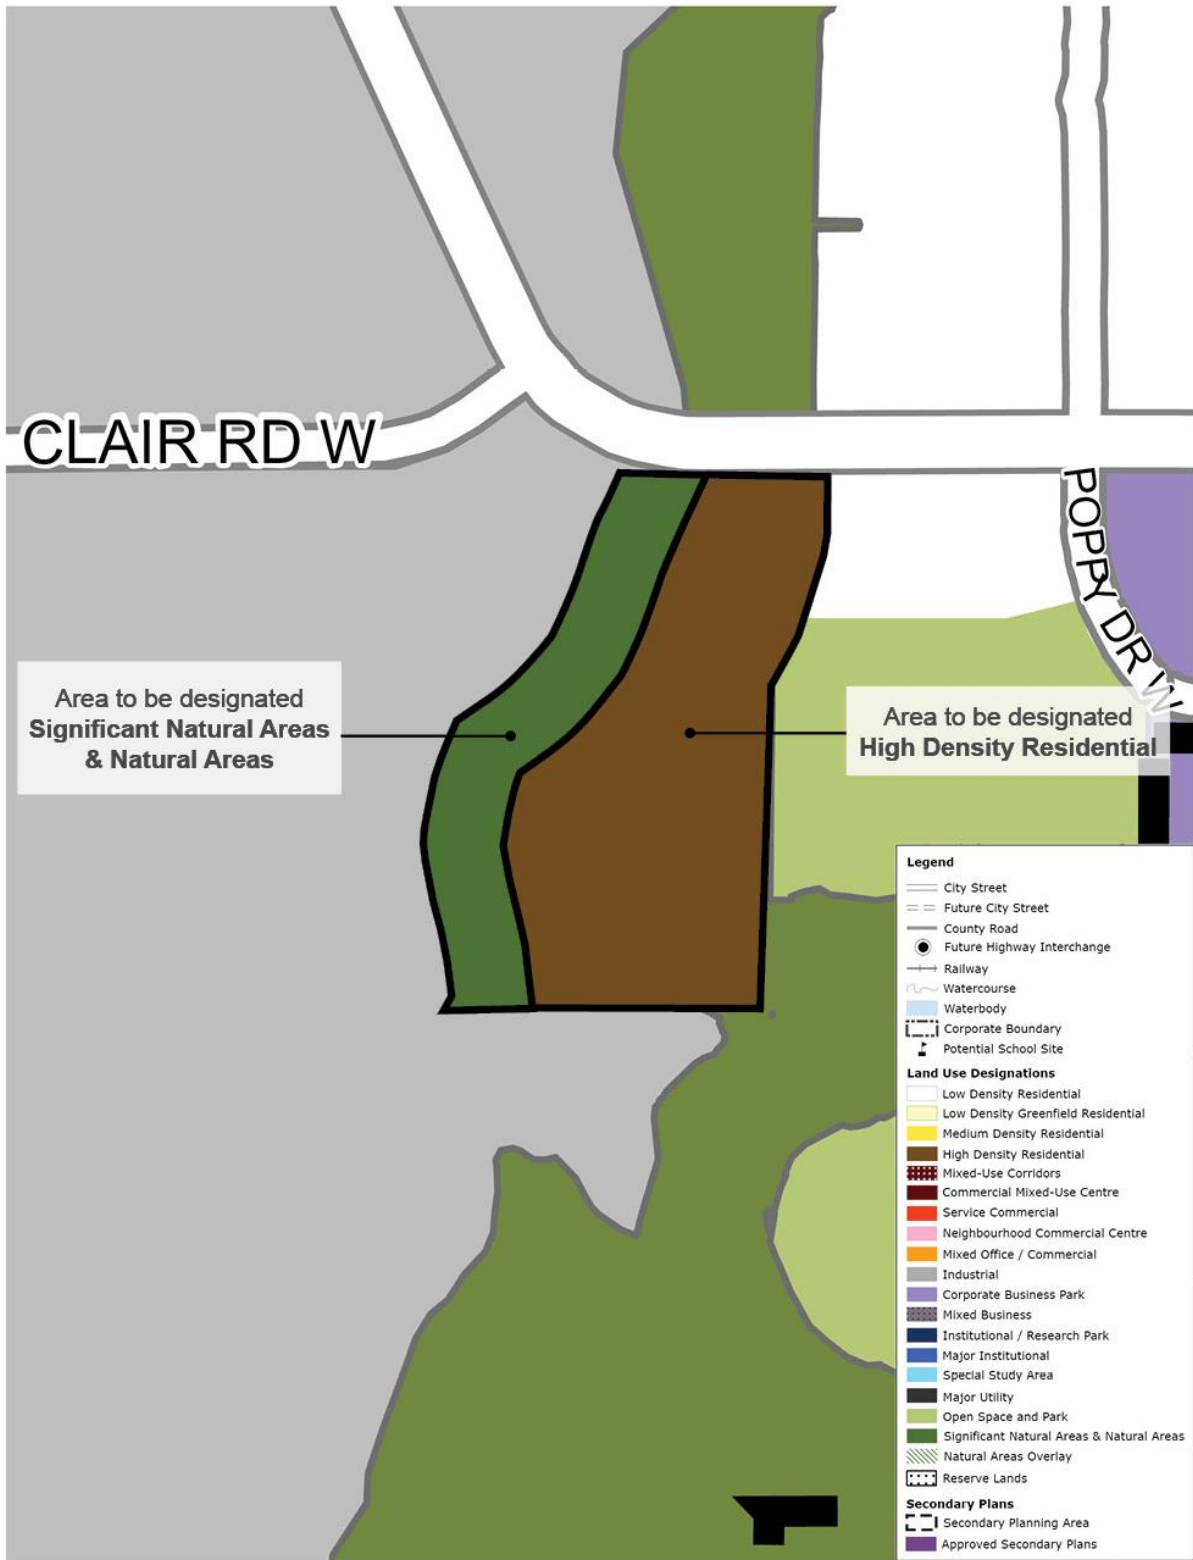 CLAIR RD W
POPPY DR W
Area to be designated
Significant Natural Areas
& Natural Areas
Area to be designated
High Density Residential
Legend
City Street
Future City Street
County Road
Future Highway Interchange
Railway
Watercourse
Waterbody
Corporate Boundary
Potential School Site
Land Use Designations
Low Density Residential
Low Density Greenfield Residential
Medium Density Residential
High Density Residential
Mixed-Use Corridors
Commercial Mixed-Use Centre
Service Commercial
Neighbourhood Commercial Centre
Mixed Office / Commercial
Industrial
Corporate Business Park
Mixed Business
Institutional / Research Park
Major Institutional
Special Study Area
Major Utility
Open Space and Park
Significant Natural Areas & Natural Areas
Natural Areas Overlay
Reserve Lands
Secondary Plans
Secondary Planning Area
Approved Secondary Plans